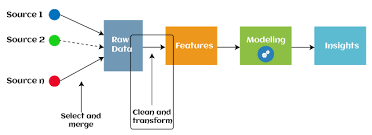 Source 1
Source 2
Source n
Raw
Data
Features
Modeling
Insights
Select and
merge
Clean and
transform